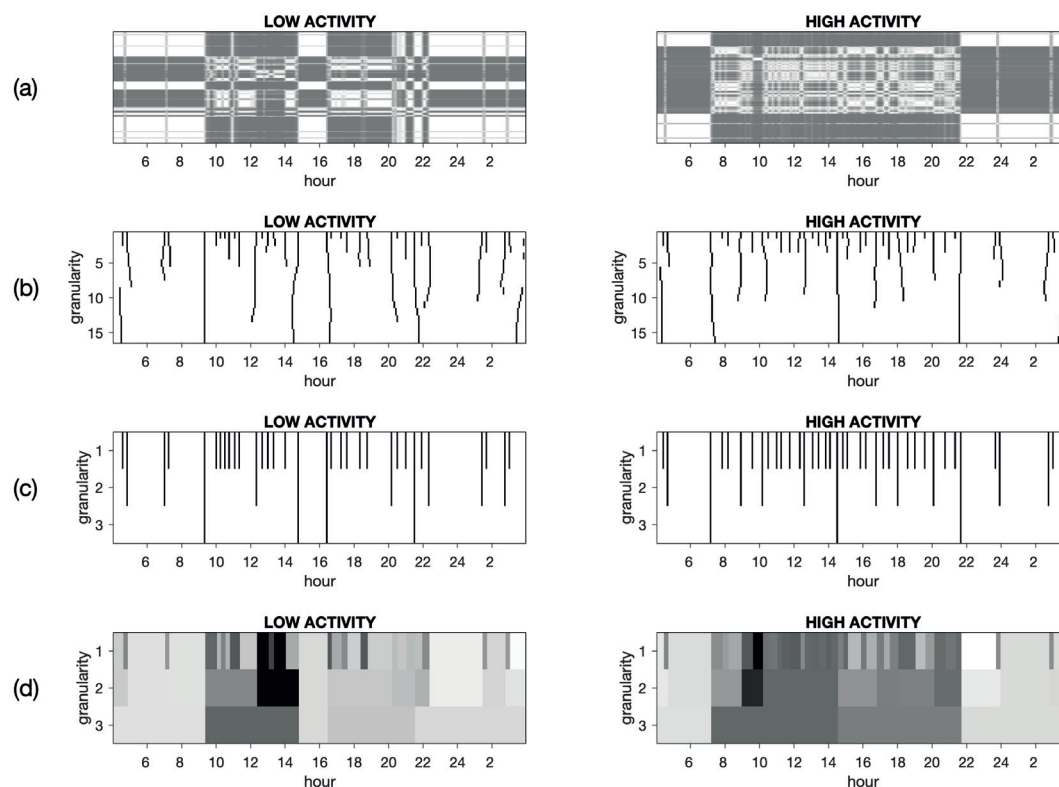 LOW ACTIVITY HIGH ACTIVITY
(a)
6 8 10 12 14 16 18 20 22 24 2 6 8 10 12 14 16 18 20 22 24 2
hour hour
LOW ACTIVITY HIGH ACTIVITY
(b)
granularity 5 10 15 granularity 5 10 15
6 8 10 12 14 16 18 20 22 24 2 6 8 10 12 14 16 18 20 22 24 2
hour hour
LOW ACTIVITY HIGH ACTIVITY
(c)
granularity 1 2 3 granularity 1 2 3
6 8 10 12 14 16 18 20 22 24 2 6 8 10 12 14 16 18 20 22 24 2
hour hour
LOW ACTIVITY HIGH ACTIVITY
(d)
granularity 1 2 3 granularity 1 2 3
6 8 10 12 14 16 18 20 22 24 2 6 8 10 12 14 16 18 20 22 24 2
hour hour